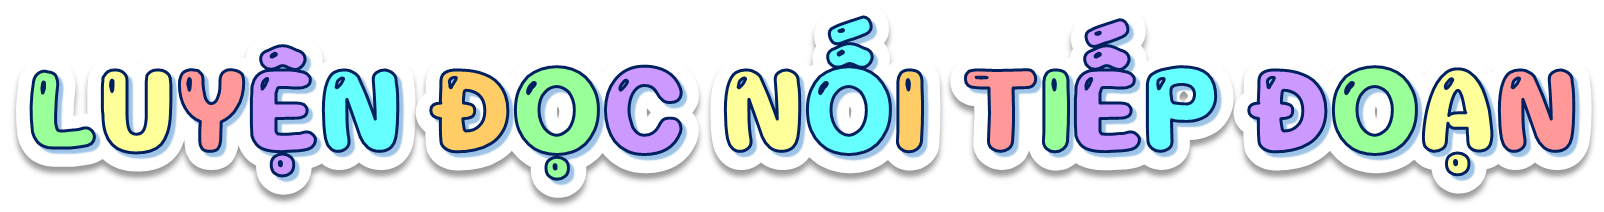 LUYỆN ĐỌC NỐI TIẾP ĐOẠN